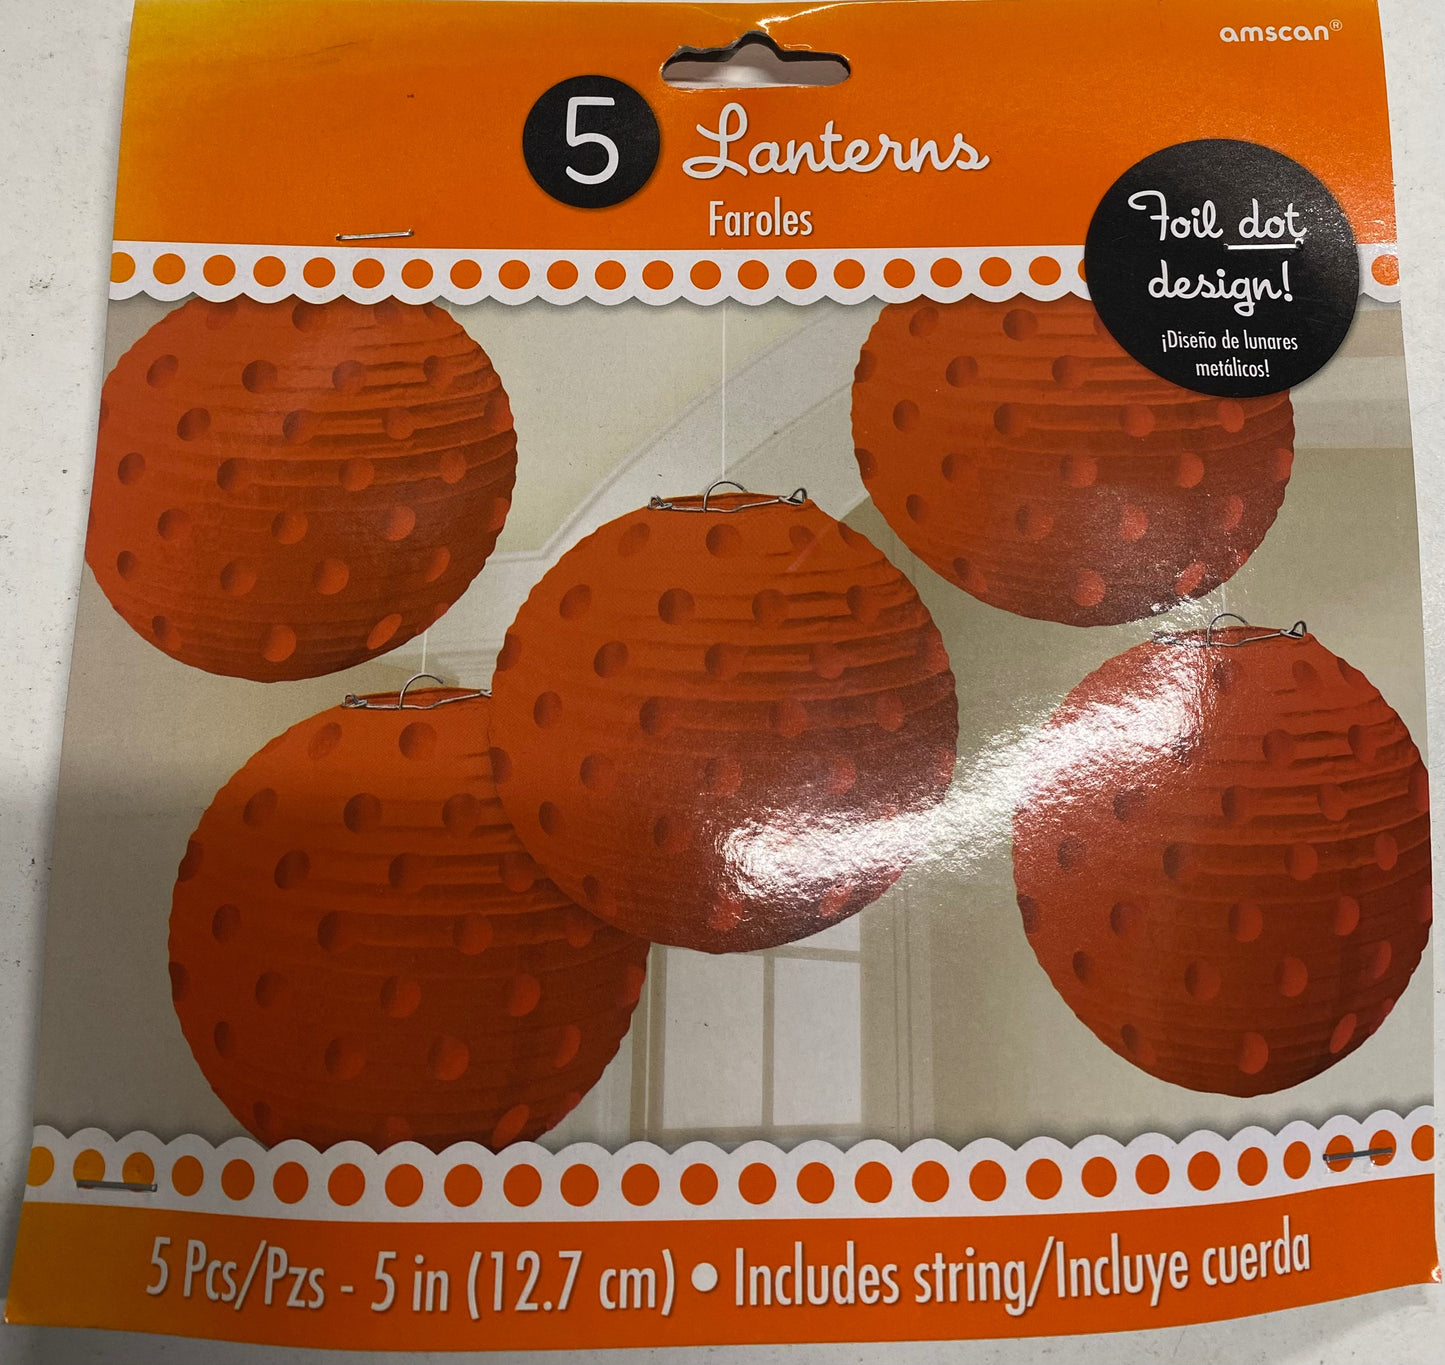 amscan®
5 Lanterns
Faroles
Foil dot
design!
¡Diseño de lunares
metálicos!
5 Pcs/Pzs - 5 in (12.7 cm) • Includes string/Incluye cuerda